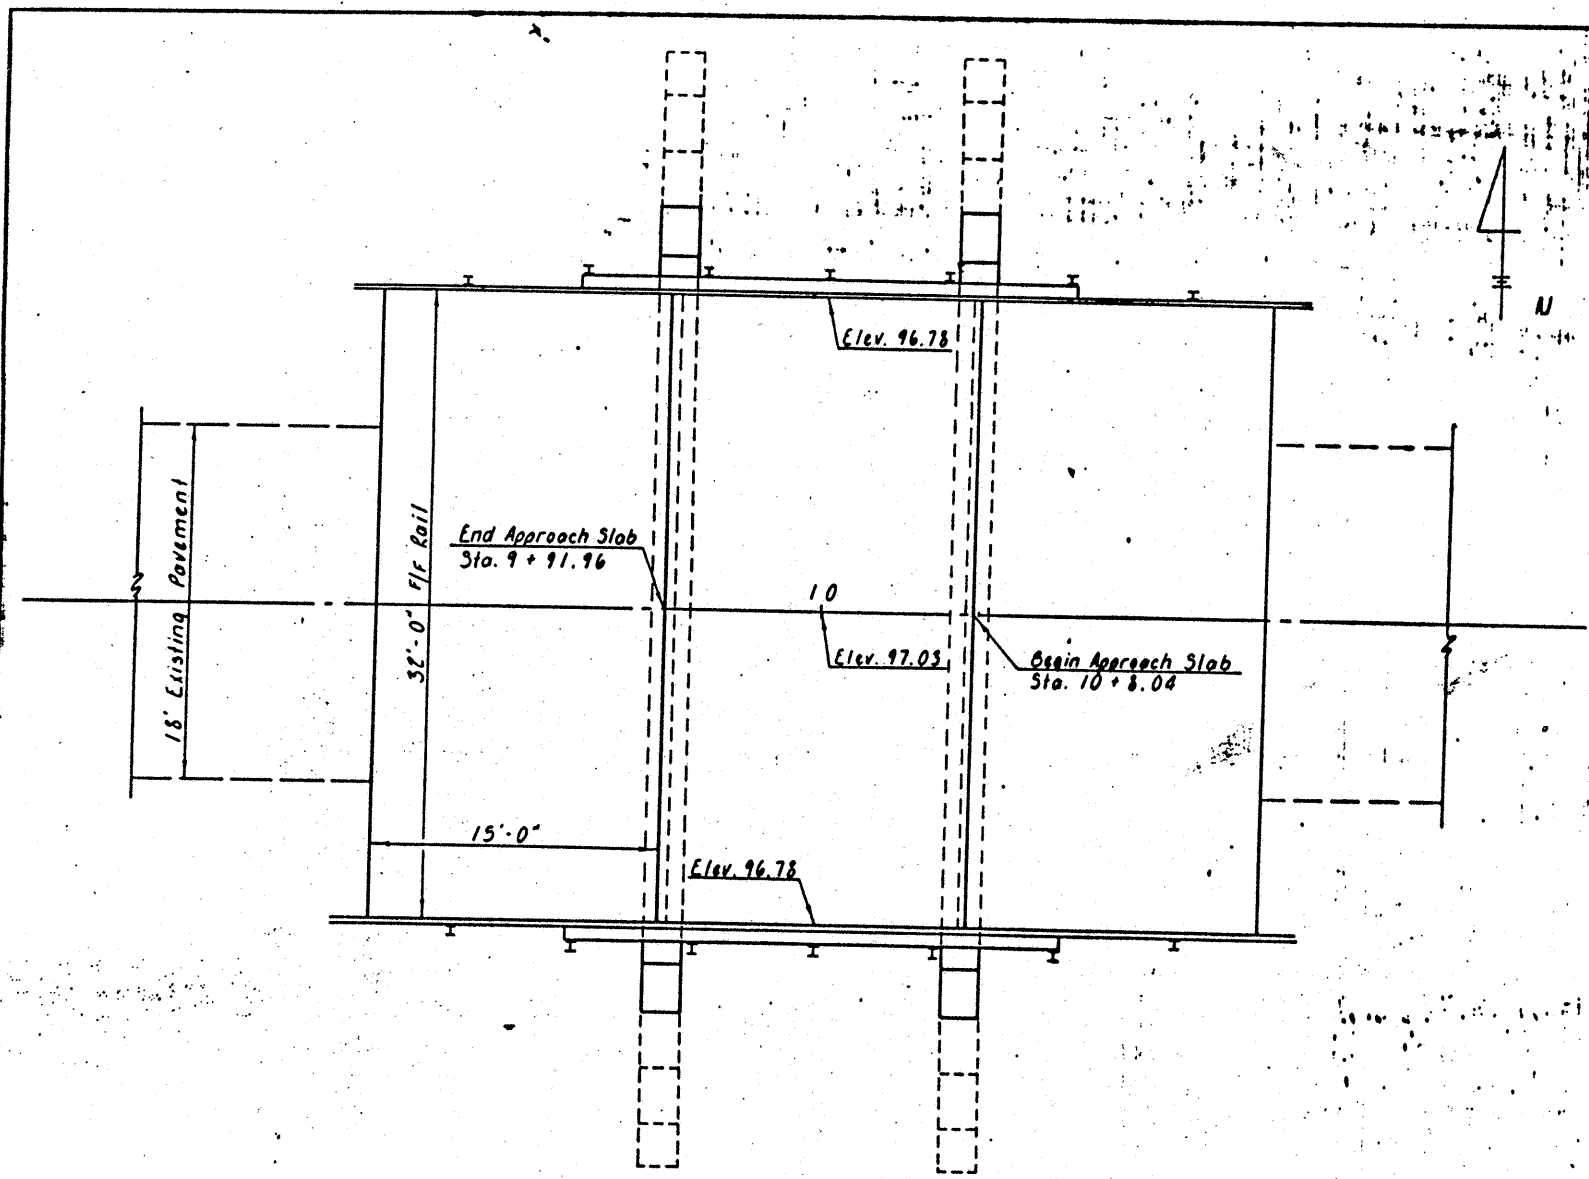 Elev. 96.78
N
18' Existing Pavement
32'-0" F/F Rail
End Approach Slab
Sta. 9 + 91.96
10
Elev. 97.03
Begin Approach Slab
Sta. 10 + 8.04
15'-0"
Elev. 96.78